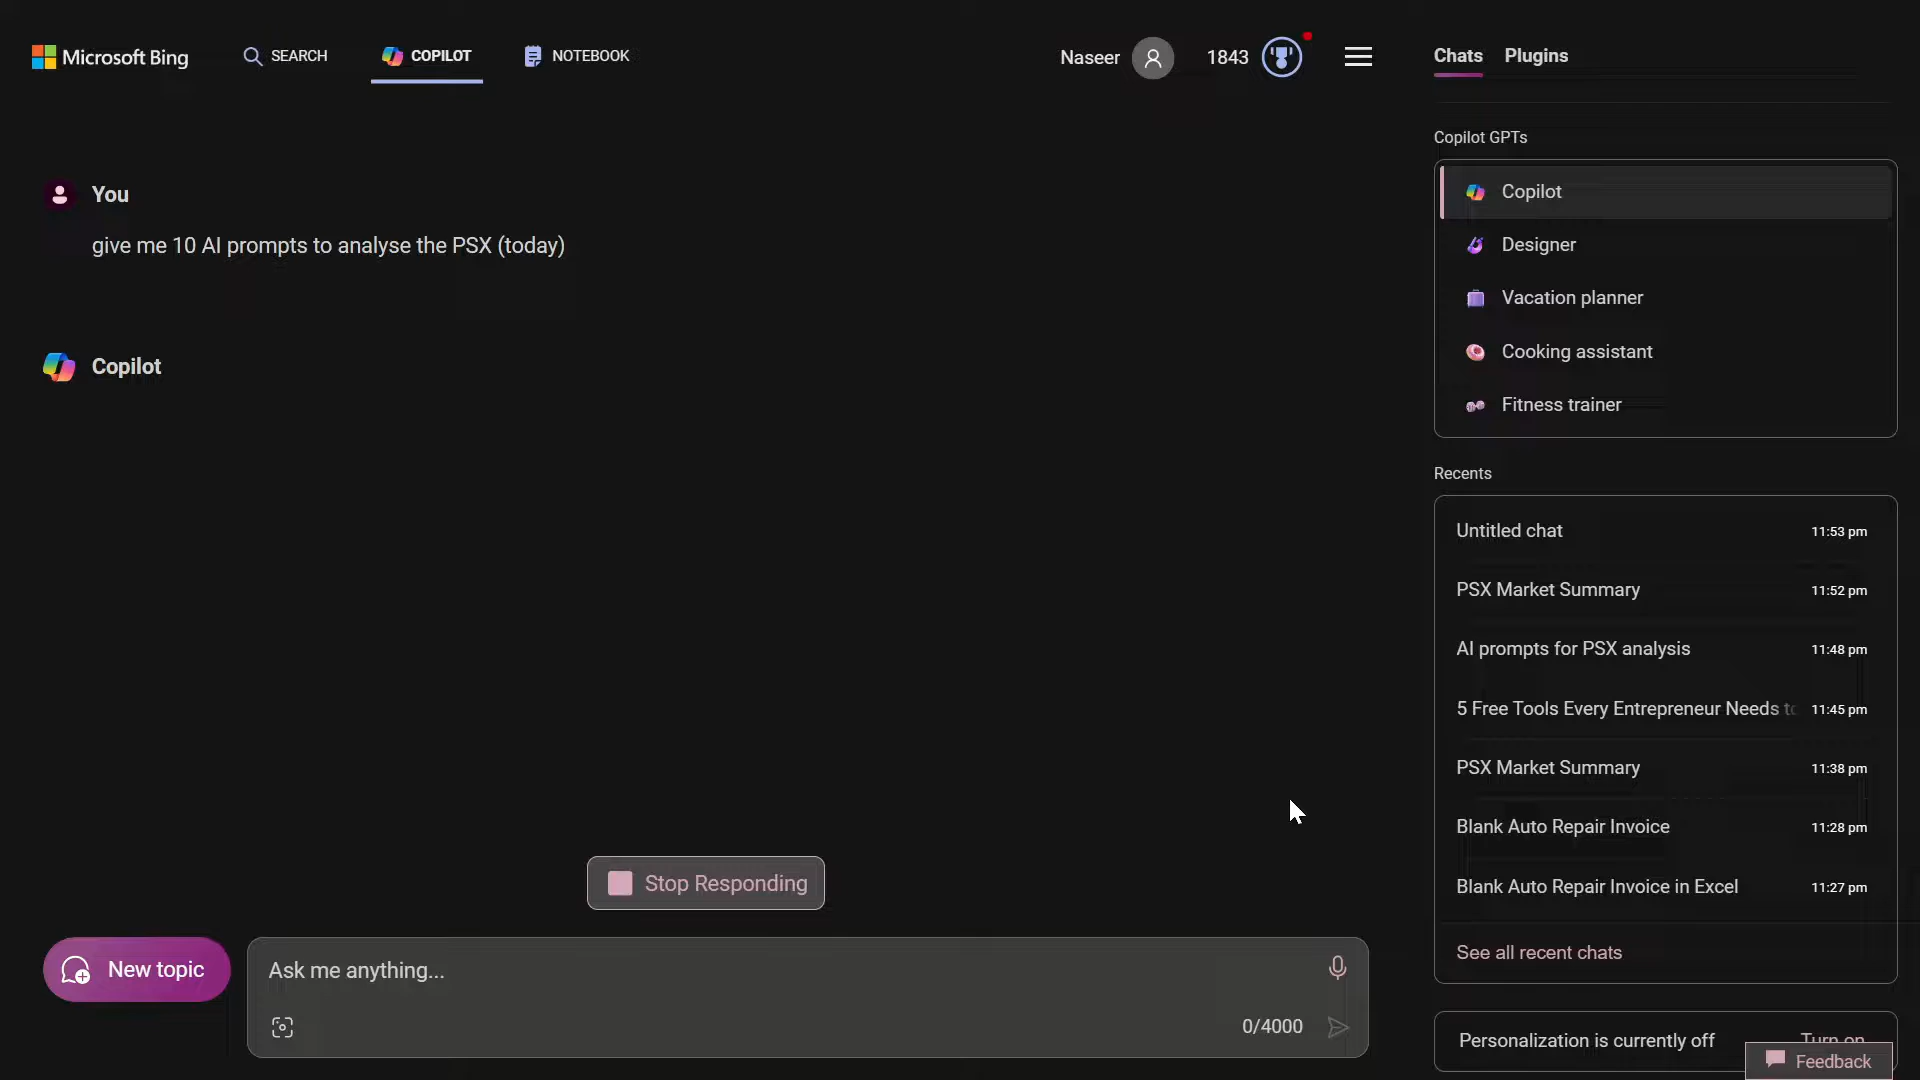 Microsoft Bing
SEARCH
COPILOT
NOTEBOOK
Naseer
1843
Chats
Plugins
You
give me 10 AI prompts to analyse the PSX (today)
Copilot
Stop Responding
New topic
Ask me anything...
0/4000
Copilot GPTs
Copilot
Designer
Vacation planner
Cooking assistant
Fitness trainer
Recents
Untitled chat 11:53 pm
PSX Market Summary 11:52 pm
AI prompts for PSX analysis 11:48 pm
5 Free Tools Every Entrepreneur Needs to 11:45 pm
PSX Market Summary 11:38 pm
Blank Auto Repair Invoice 11:28 pm
Blank Auto Repair Invoice in Excel 11:27 pm
See all recent chats
Personalization is currently off Turn on
Feedback